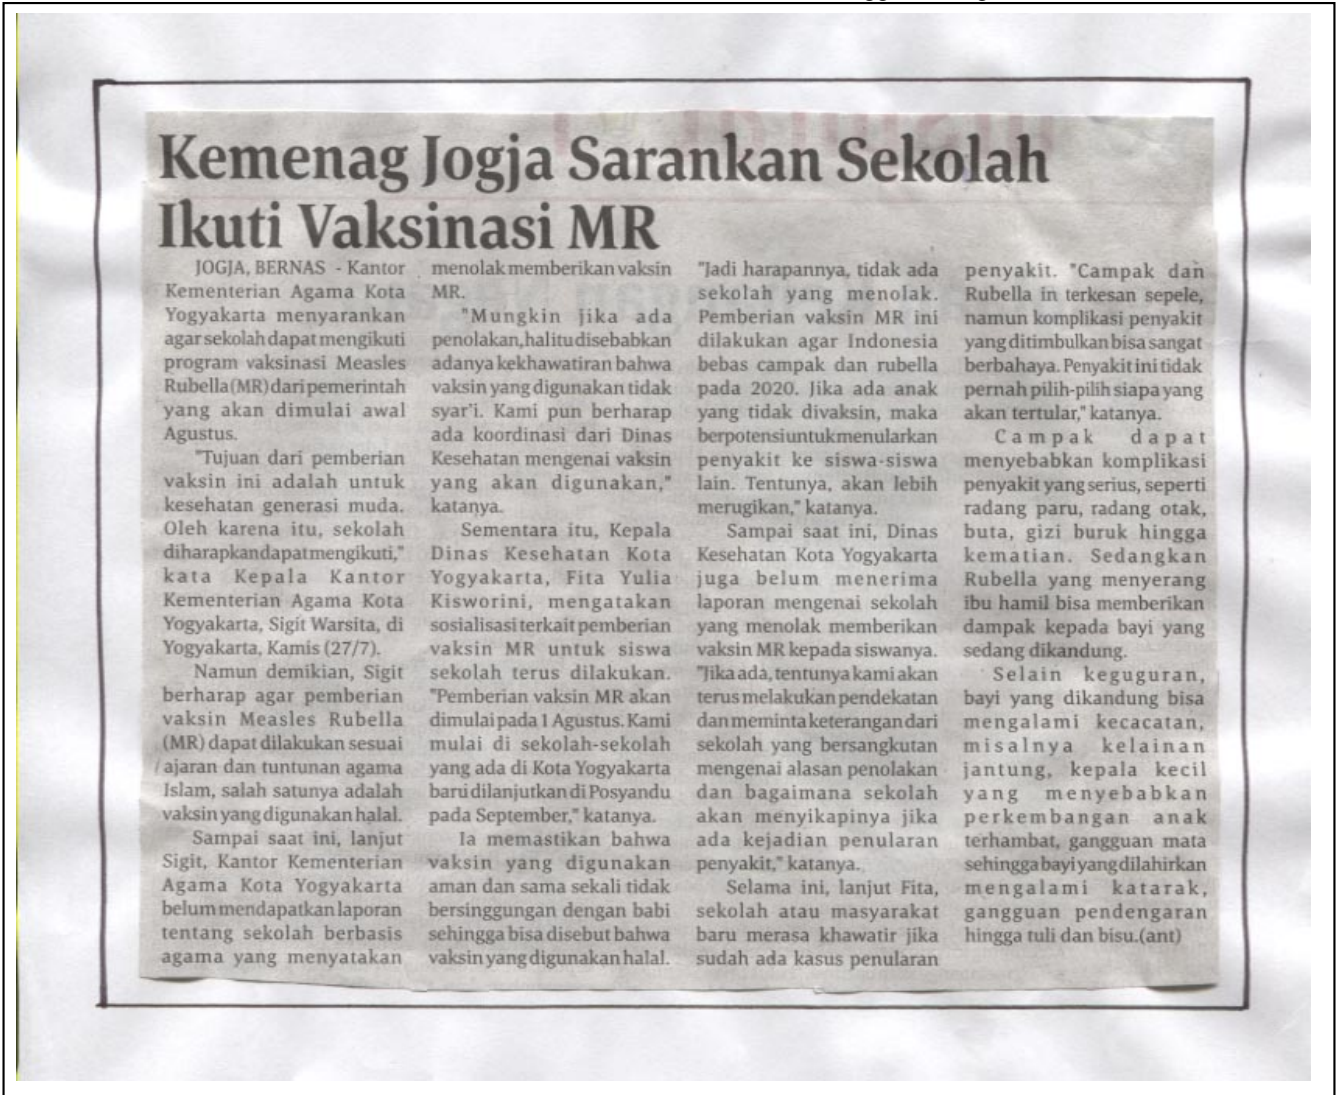 Kemenag Jogja Sarankan Sekolah
Ikuti Vaksinasi MR
JOGJA, BERNAS - Kantor
Kementerian Agama Kota
Yogyakarta menyarankan
agar sekolah dapat mengikuti
program vaksinasi Measles
Rubella (MR) dari pemerintah
yang akan dimulai awal
Agustus.
"Tujuan dari pemberian
vaksin ini adalah untuk
kesehatan generasi muda.
Oleh karena itu, sekolah
diharapkan dapat mengikuti,"
kata Kepala Kantor
Kementerian Agama Kota
Yogyakarta, Sigit Warsita, di
Yogyakarta, Kamis (27/7).
Namun demikian, Sigit
berharap agar pemberian
vaksin Measles Rubella
(MR) dapat dilakukan sesuai
ajaran dan tuntunan agama
Islam, salah satunya adalah
vaksin yang digunakan halal.
Sampai saat ini, lanjut
Sigit, Kantor Kementerian
Agama Kota Yogyakarta
belum mendapatkan laporan
tentang sekolah berbasis
agama yang menyatakan
menolak memberikan vaksin
MR.
"Mungkin jika ada
penolakan, hal itu disebabkan
adanya kekhawatiran bahwa
vaksin yang digunakan tidak
syar'i. Kami pun berharap
ada koordinasi dari Dinas
Kesehatan mengenai vaksin
yang akan digunakan,"
katanya.
Sementara itu, Kepala
Dinas Kesehatan Kota
Yogyakarta, Fita Yulia
Kisworini, mengatakan
sosialisasi terkait pemberian
vaksin MR untuk siswa
sekolah terus dilakukan.
"Pemberian vaksin MR akan
dimulai pada 1 Agustus. Kami
mulai di sekolah-sekolah
yang ada di Kota Yogyakarta
baru dilanjutkan di Posyandu
pada September," katanya.
Ia memastikan bahwa
vaksin yang digunakan
aman dan sama sekali tidak
bersinggungan dengan babi
sehingga bisa disebut bahwa
vaksin yang digunakan halal.
"Jadi harapannya, tidak ada
sekolah yang menolak.
Pemberian vaksin MR ini
dilakukan agar Indonesia
bebas campak dan rubella
pada 2020. Jika ada anak
yang tidak divaksin, maka
berpotensi untuk menularkan
penyakit ke siswa-siswa
lain. Tentunya, akan lebih
merugikan," katanya.
Sampai saat ini, Dinas
Kesehatan Kota Yogyakarta
juga belum menerima
laporan mengenai sekolah
yang menolak memberikan
vaksin MR kepada siswanya.
"Jika ada, tentunya kami akan
terus melakukan pendekatan
dan meminta keterangan dari
sekolah yang bersangkutan
mengenai alasan penolakan
dan bagaimana sekolah
akan menyikapinya jika
ada kejadian penularan
penyakit," katanya.
Selama ini, lanjut Fita,
sekolah atau masyarakat
baru merasa khawatir jika
sudah ada kasus penularan
penyakit. "Campak dan
Rubella in terkesan sepele,
namun komplikasi penyakit
yang ditimbulkan bisa sangat
berbahaya. Penyakit ini tidak
pernah pilih-pilih siapa yang
akan tertular," katanya.
Campak dapat
menyebabkan komplikasi
penyakit yang serius, seperti
radang paru, radang otak,
buta, gizi buruk hingga
kematian. Sedangkan
Rubella yang menyerang
ibu hamil bisa memberikan
dampak kepada bayi yang
sedang dikandung.
Selain keguguran,
bayi yang dikandung bisa
mengalami kecacatan,
misalnya kelainan
jantung, kepala kecil
yang menyebabkan
perkembangan anak
terhambat, gangguan mata
sehingga bayi yang dilahirkan
mengalami katarak,
gangguan pendengaran
hingga tuli dan bisu.(ant)